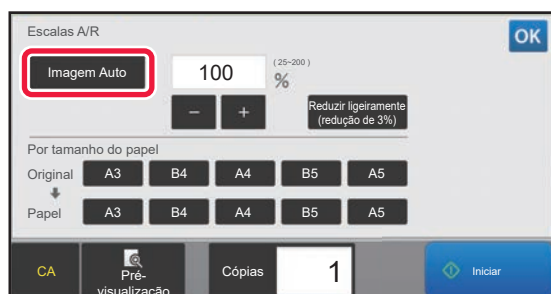 Escalas A/R
OK
Imagem Auto
100
(25~200)
%
−
+
Reduzir ligeiramente
(redução de 3%)
Por tamanho do papel
Original
A3
B4
A4
B5
A5
Papel
A3
B4
A4
B5
A5
CA
Pré-
visualização
Cópias
1
Iniciar